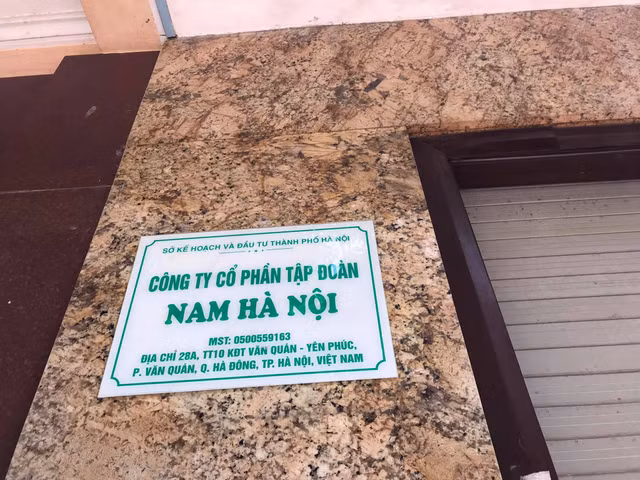 SỞ KẾ HOẠCH VÀ ĐẦU TƯ THÀNH PHỐ HÀ NỘI
CÔNG TY CỔ PHẦN TẬP ĐOÀN
NAM HÀ NỘI
MST: 0500559163
ĐỊA CHỈ 28A, TT10 KĐT VĂN QUÁN - YÊN PHÚC,
P. VĂN QUÁN, Q. HÀ ĐÔNG, TP. HÀ NỘI, VIỆT NAM